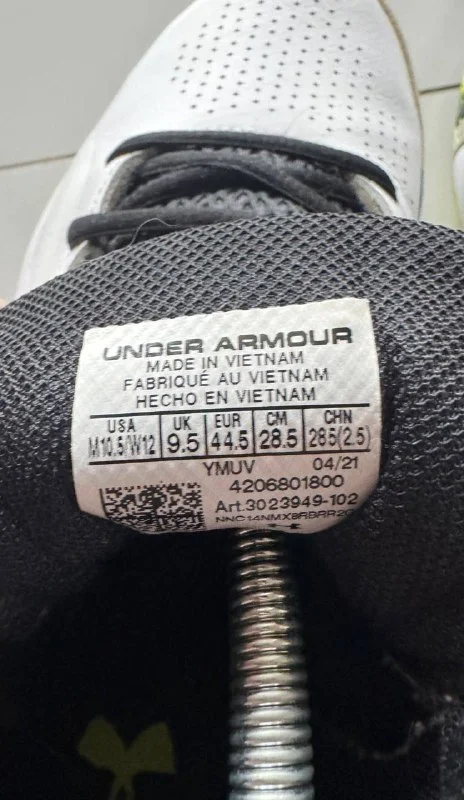 UNDER ARMOUR
MADE IN VIETNAM
FABRIQUÉ AU VIETNAM
HECHO EN VIETNAM
USA UK EUR CM CHN
M10.5/W12 9.5 44.5 28.5 285(2.5)
YMUV 04/21
4206801800
Art.3023949-102